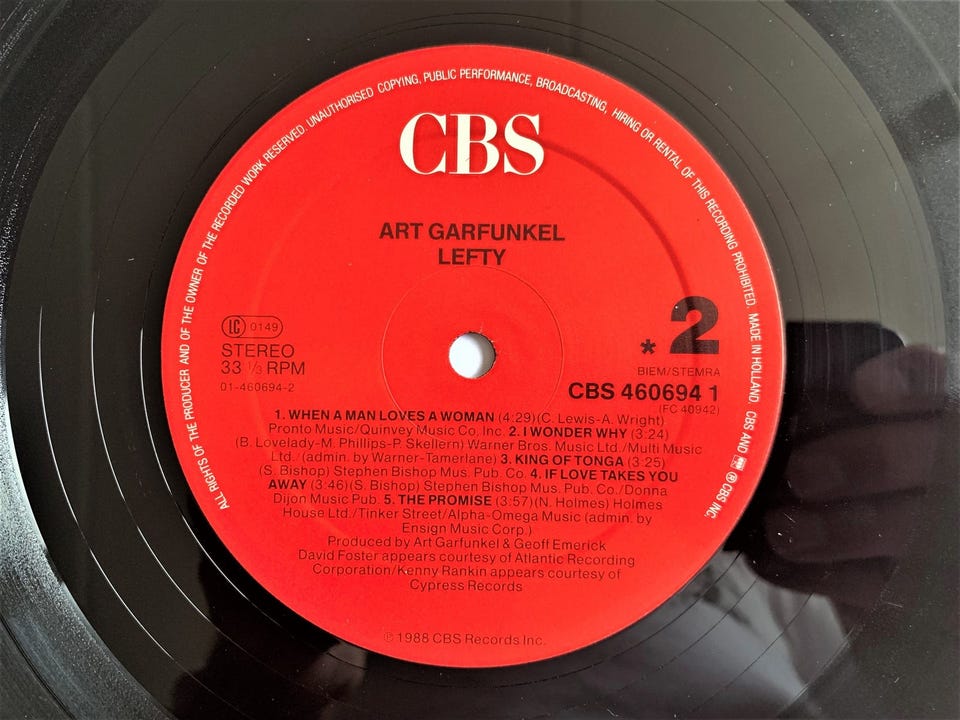 ALL RIGHTS OF THE PRODUCER AND OF THE OWNER OF THE RECORDED WORK RESERVED. UNAUTHORISED COPYING, PUBLIC PERFORMANCE, BROADCASTING, HIRING OR RENTAL OF THIS RECORDING PROHIBITED. MADE IN HOLLAND. CBS AND ℗ CBS INC.
CBS
ART GARFUNKEL
LEFTY
LC 0149
STEREO
33 1/3 RPM
01-460694-2
* 2
BIEM/STEMRA
CBS 460694 1
(FC 40942)
1. WHEN A MAN LOVES A WOMAN (4:29)(C. Lewis-A. Wright)
Pronto Music/Quinvey Music Co. Inc. 2. I WONDER WHY (3:24)
(B. Lovelady-M. Phillips-P. Skellern) Warner Bros. Music Ltd./Multi Music
Ltd./(admin. by Warner-Tamerlane) 3. KING OF TONGA (3:25)
(S. Bishop) Stephen Bishop Mus. Pub. Co. 4. IF LOVE TAKES YOU
AWAY (3:46)(S. Bishop) Stephen Bishop Mus. Pub. Co./Donna
Dijon Music Pub. 5. THE PROMISE (3:57)(N. Holmes) Holmes
House Ltd./Tinker Street/Alpha-Omega Music (admin. by
Ensign Music Corp.)
Produced by Art Garfunkel & Geoff Emerick
David Foster appears courtesy of Atlantic Recording
Corporation/Kenny Rankin appears courtesy of
Cypress Records
℗ 1988 CBS Records Inc.